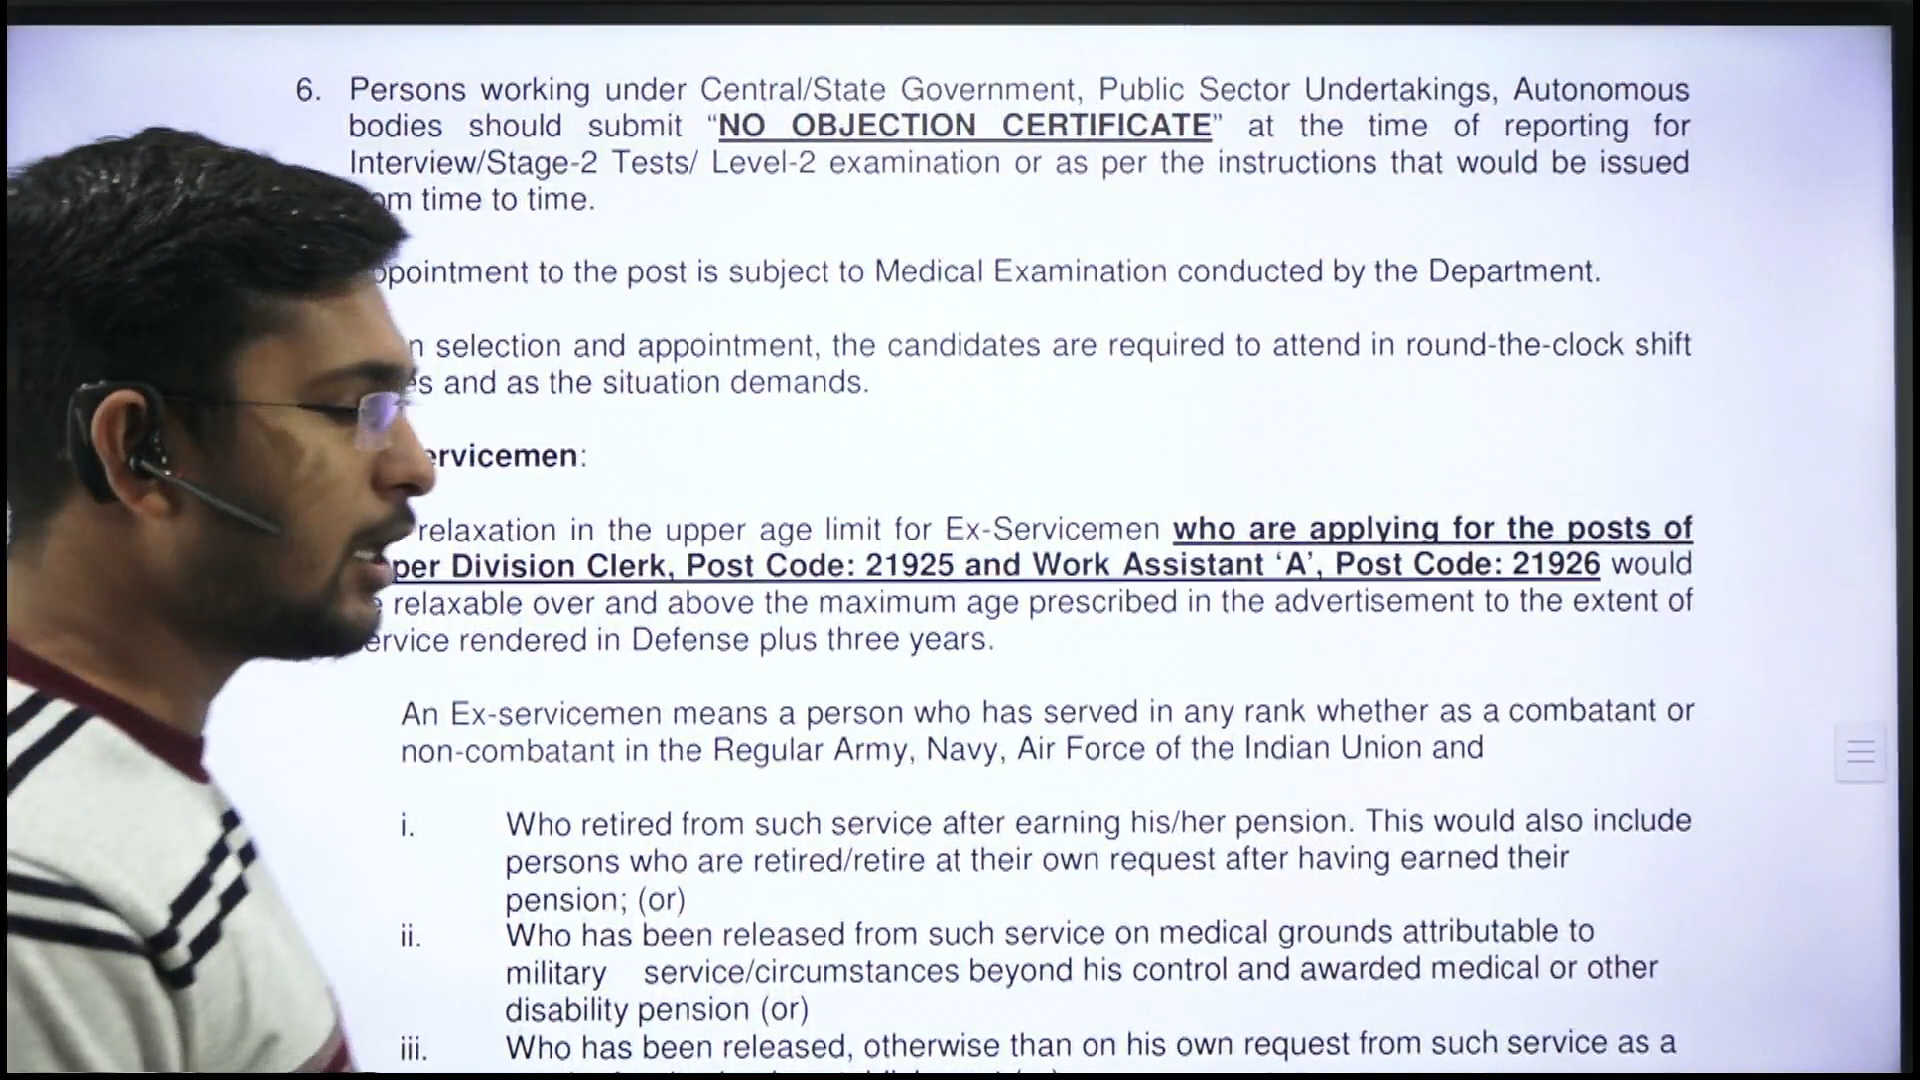 6. Persons working under Central/State Government, Public Sector Undertakings, Autonomous
bodies should submit “NO OBJECTION CERTIFICATE” at the time of reporting for
Interview/Stage-2 Tests/ Level-2 examination or as per the instructions that would be issued
time to time.
to the post is subject to Medical Examination conducted by the Department.
selection and appointment, the candidates are required to attend in round-the-clock shift
and as the situation demands.
relaxation in the upper age limit for Ex-Servicemen who are applying for the posts of
Division Clerk, Post Code: 21925 and Work Assistant ‘A’, Post Code: 21926 would
relaxable over and above the maximum age prescribed in the advertisement to the extent of
rendered in Defense plus three years.
An Ex-servicemen means a person who has served in any rank whether as a combatant or
non-combatant in the Regular Army, Navy, Air Force of the Indian Union and
i. Who retired from such service after earning his/her pension. This would also include
persons who are retired/retire at their own request after having earned their
pension; (or)
ii. Who has been released from such service on medical grounds attributable to
military service/circumstances beyond his control and awarded medical or other
disability pension (or)
iii. Who has been released, otherwise than on his own request from such service as a